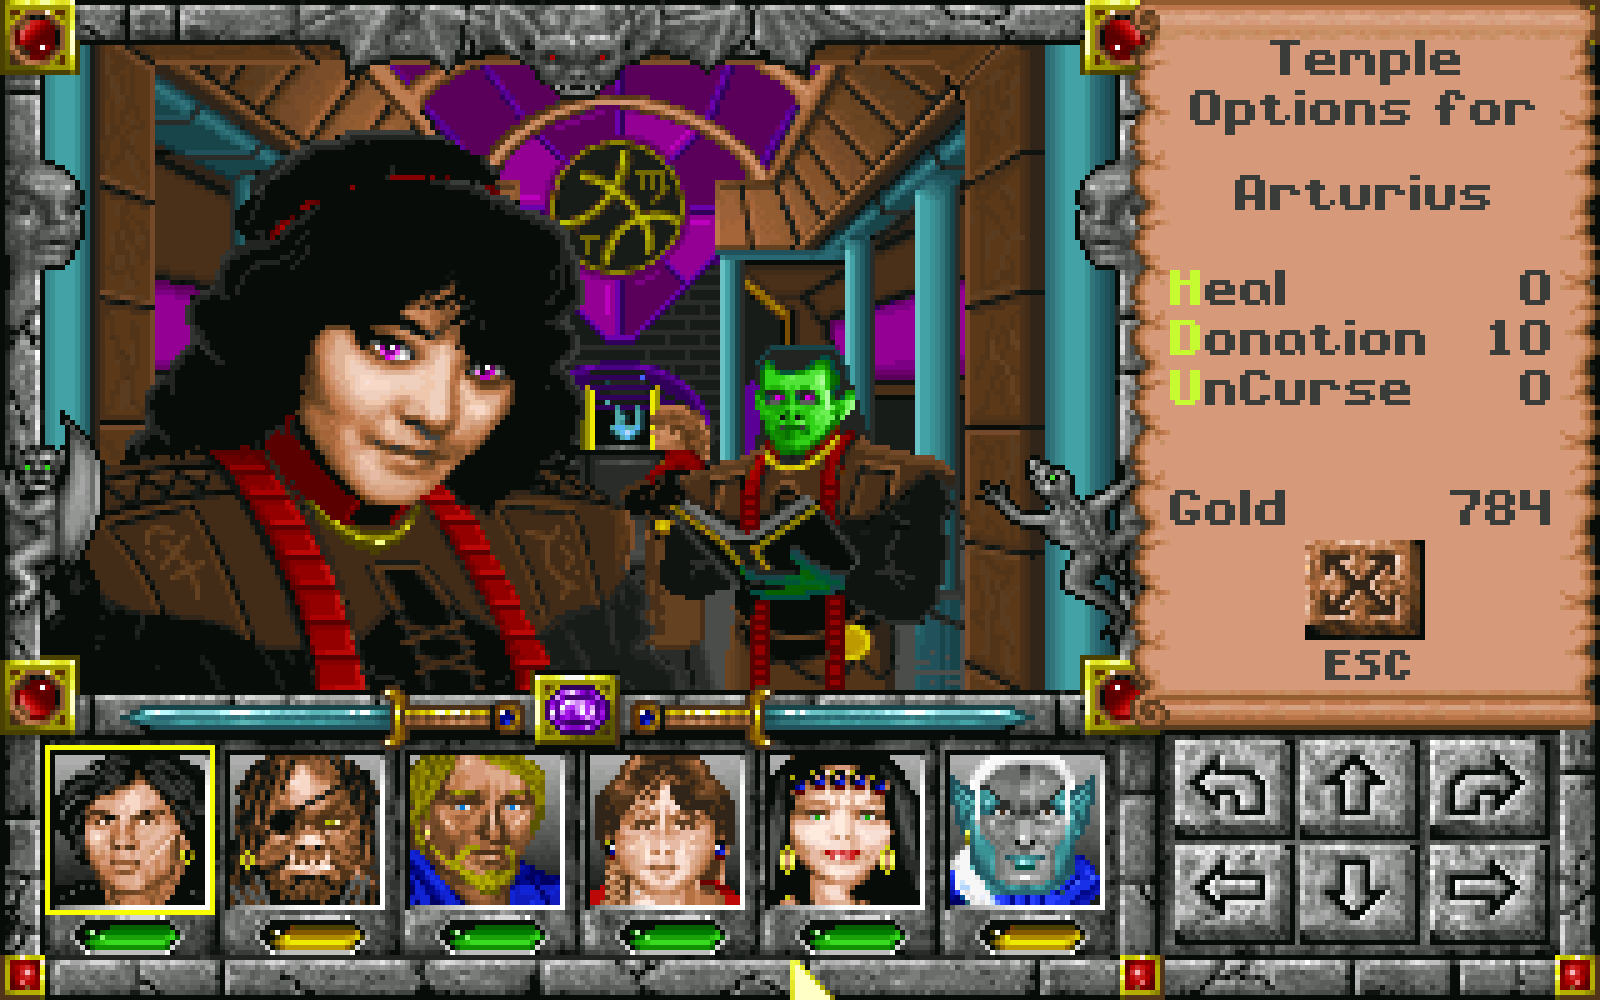 Temple
Options for
Arturius
Heal 0
Donation 10
UnCurse 0
Gold 784
ESC